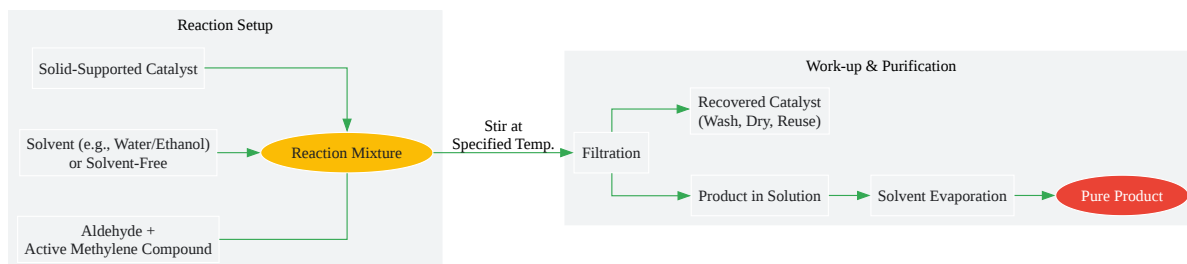 Reaction Setup
Solid-Supported Catalyst
Solvent (e.g., Water/Ethanol)
or Solvent-Free
Reaction Mixture
Aldehyde +
Active Methylene Compound
Stir at
Specified Temp.
Work-up & Purification
Filtration
Recovered Catalyst
(Wash, Dry, Reuse)
Product in Solution
Solvent Evaporation
Pure Product